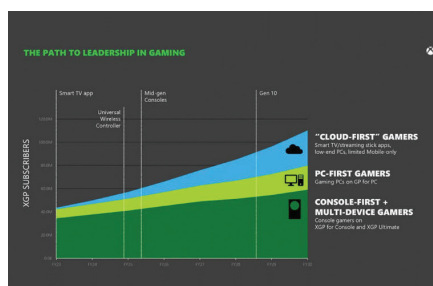 THE PATH TO LEADERSHIP IN GAMING
Smart TV app
Universal
Wireless
Controller
Mid-gen
Consoles
Gen 10
XGP SUBSCRIBERS
"CLOUD-FIRST" GAMERS
Smart TV/streaming stick apps,
low-end PCs, limited Mobile only
PC-FIRST GAMERS
Gaming PCs on GP for PC
CONSOLE-FIRST +
MULTI-DEVICE GAMERS
Console gamers on
XGP for Console and XGP Ultimate